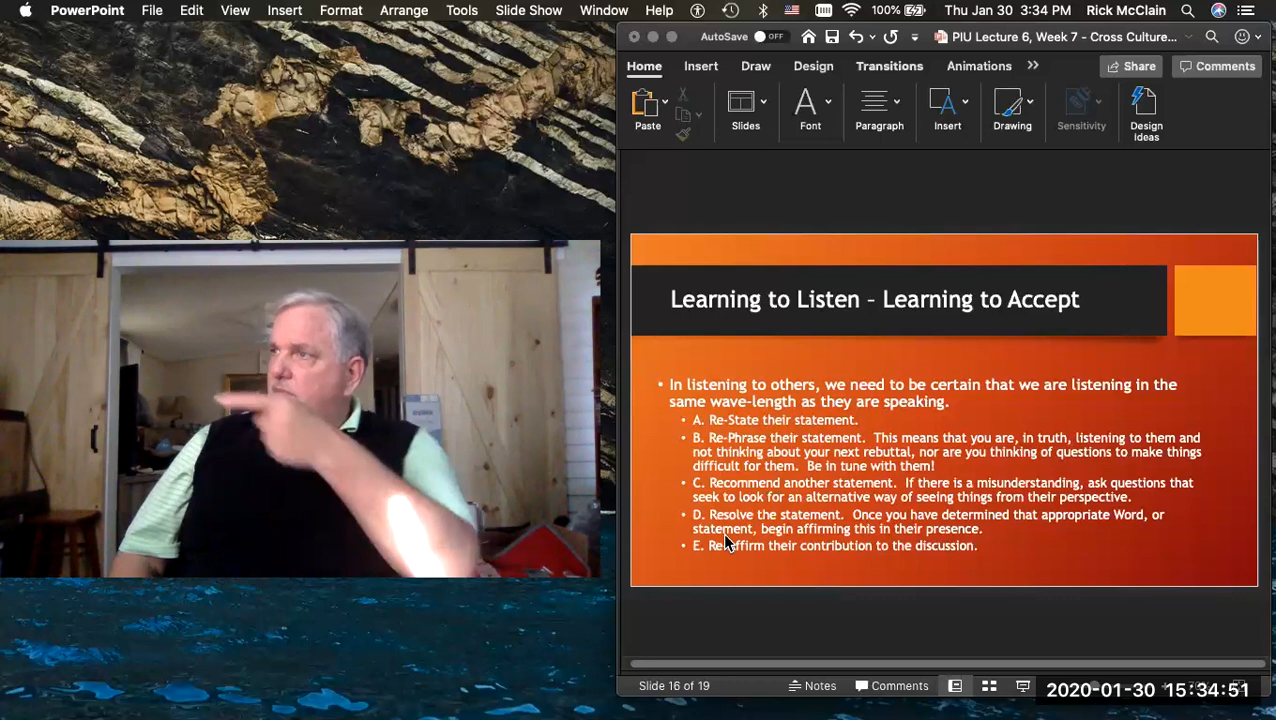 PowerPoint File Edit View Insert Format Arrange Tools Slide Show Window Help 100% Thu Jan 30 3:34 PM Rick McClain
AutoSave OFF PIU Lecture 6, Week 7 - Cross Culture...
Home Insert Draw Design Transitions Animations Share Comments
Paste Slides Font Paragraph Insert Drawing Sensitivity Design Ideas
Learning to Listen – Learning to Accept
• In listening to others, we need to be certain that we are listening in the
same wave-length as they are speaking.
• A. Re-State their statement.
• B. Re-Phrase their statement. This means that you are, in truth, listening to them and
not thinking about your next rebuttal, nor are you thinking of questions to make things
difficult for them. Be in tune with them!
• C. Recommend another statement. If there is a misunderstanding, ask questions that
seek to look for an alternative way of seeing things from their perspective.
• D. Resolve the statement. Once you have determined that appropriate Word, or
statement, begin affirming this in their presence.
• E. Re-affirm their contribution to the discussion.
Slide 16 of 19 Notes Comments
2020-01-30 15:34:51